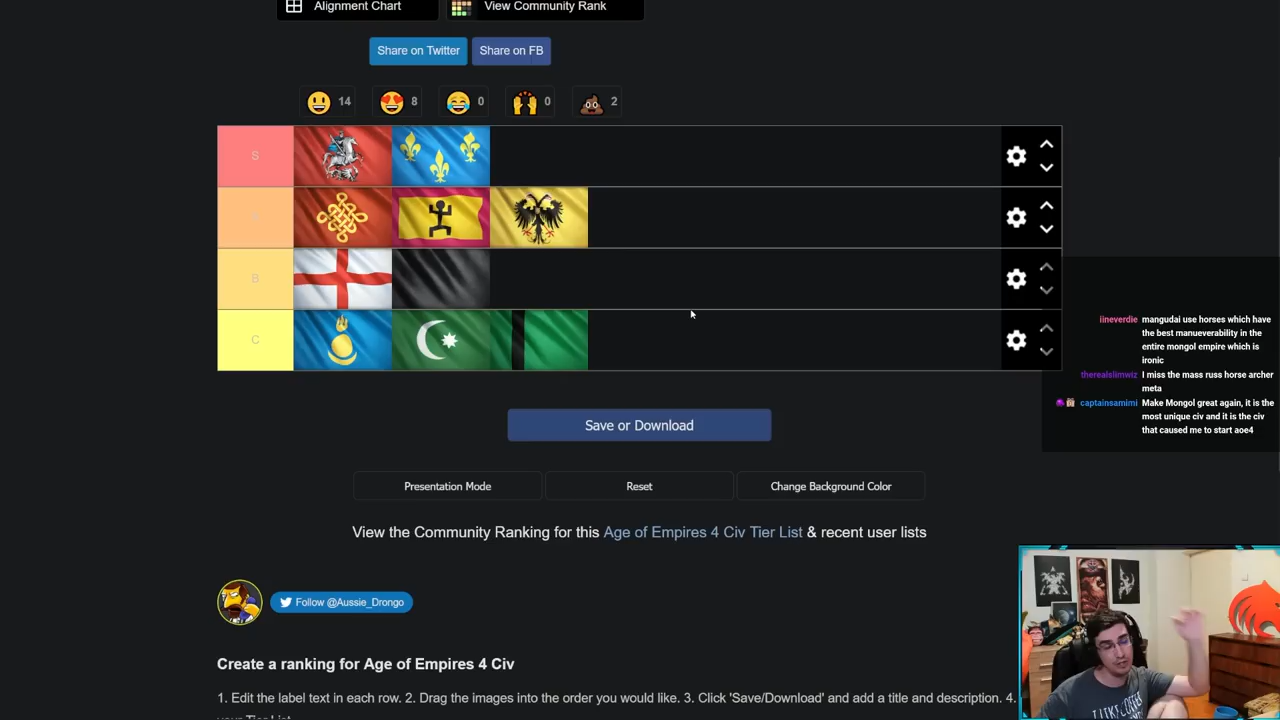 Alignment Chart
View Community Rank
Share on Twitter
Share on FB
14
8
0
0
2
S
B
C
iineverdie mangudai use horses which have
the best manueverability in the
entire mongol empire which is
ironic
therealslimwiz I miss the mass russ horse archer
meta
captainsamimi Make Mongol great again, it is the
most unique civ and it is the civ
that caused me to start aoe4
Save or Download
Presentation Mode
Reset
Change Background Color
View the Community Ranking for this Age of Empires 4 Civ Tier List & recent user lists
Follow @Aussie_Drongo
Create a ranking for Age of Empires 4 Civ
1. Edit the label text in each row. 2. Drag the images into the order you would like. 3. Click 'Save/Download' and add a title and description. 4.
your Tier List
I LIKE COFFEE